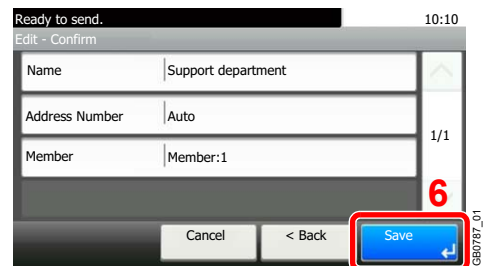 Ready to send. 10:10
Edit - Confirm
Name Support department
Address Number Auto
1/1
Member Member:1
6
Cancel < Back Save
GB0787_01